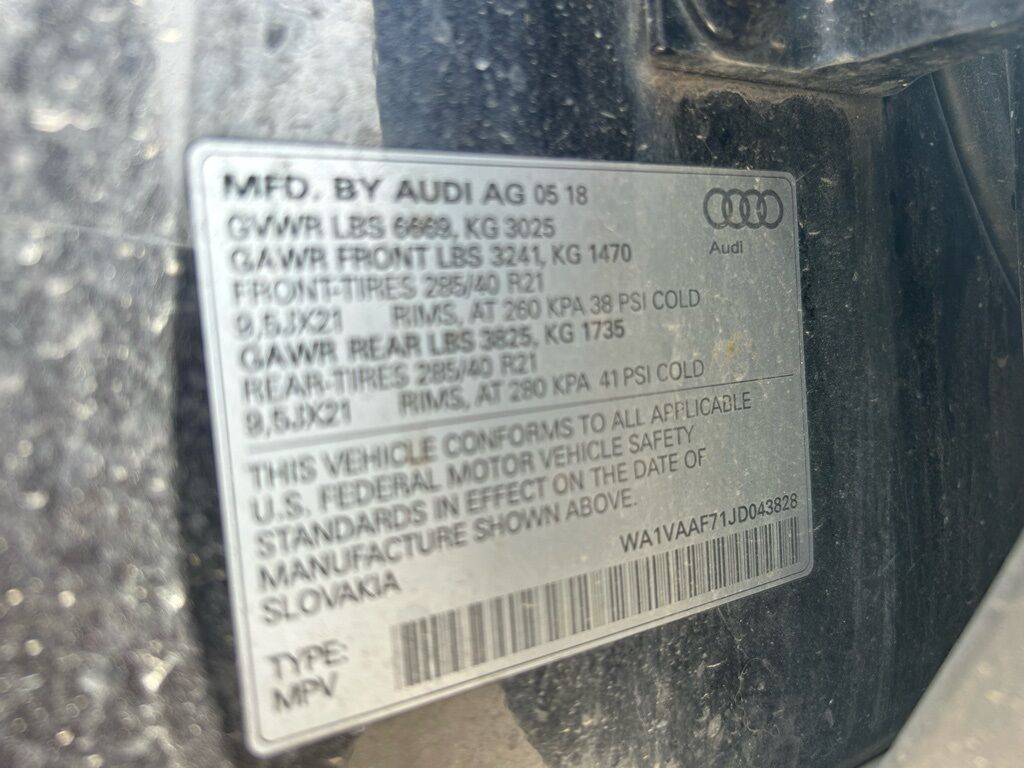 MFD. BY AUDI AG 05 18
GVWR LBS 6669, KG 3025
GAWR FRONT LBS 3241, KG 1470
FRONT-TIRES 285/40 R21
9,5JX21 RIMS, AT 260 KPA 38 PSI COLD
GAWR REAR LBS 3825, KG 1735
REAR-TIRES 285/40 R21
9,5JX21 RIMS, AT 280 KPA 41 PSI COLD
Audi
THIS VEHICLE CONFORMS TO ALL APPLICABLE
U.S. FEDERAL MOTOR VEHICLE SAFETY
STANDARDS IN EFFECT ON THE DATE OF
MANUFACTURE SHOWN ABOVE.
SLOVAKIA
WA1VAAF71JD043828
TYPE:
MPV